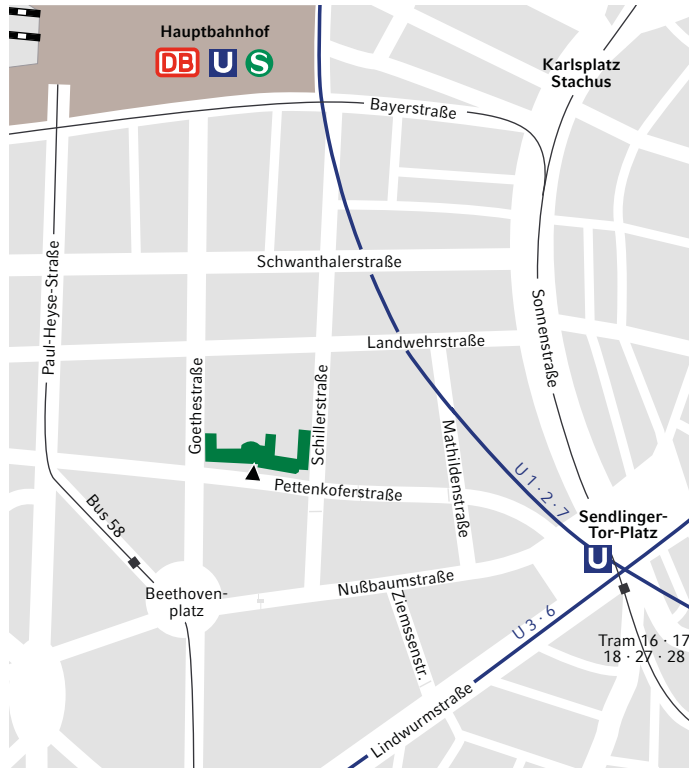 Hauptbahnhof
DB U S
Karlsplatz
Stachus
Bayerstraße
Schwanthalerstraße
Paul-Heyse-Straße
Sonnenstraße
Landwehrstraße
Goethestraße
Schillerstraße
Mathildenstraße
Pettenkoferstraße
U 1 · 2 · 7
Bus 58
Sendlinger-
Tor-Platz
U
Nußbaumstraße
Beethoven-
platz
Ziemssenstr.
U 3 · 6
Tram 16 · 17
18 · 27 · 28
Lindwurmstraße